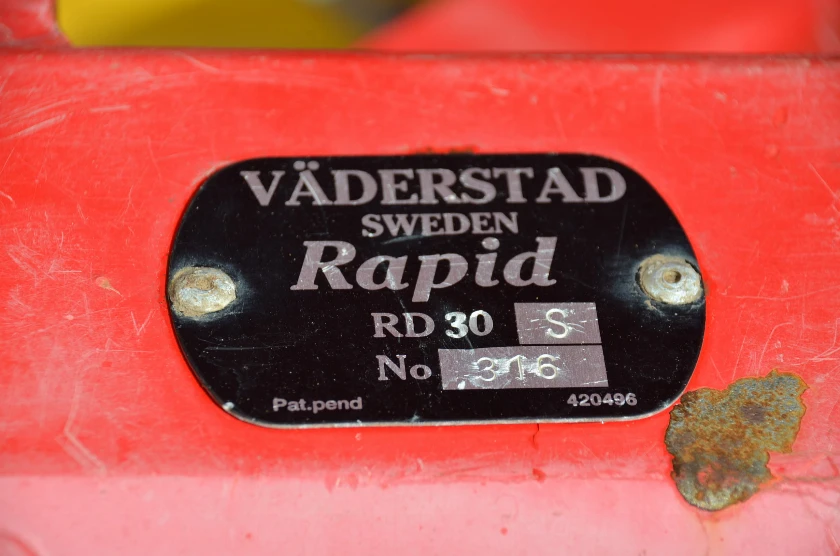 VÄDERSTAD
SWEDEN
Rapid
RD 30 S
No 316
Pat.pend 420496